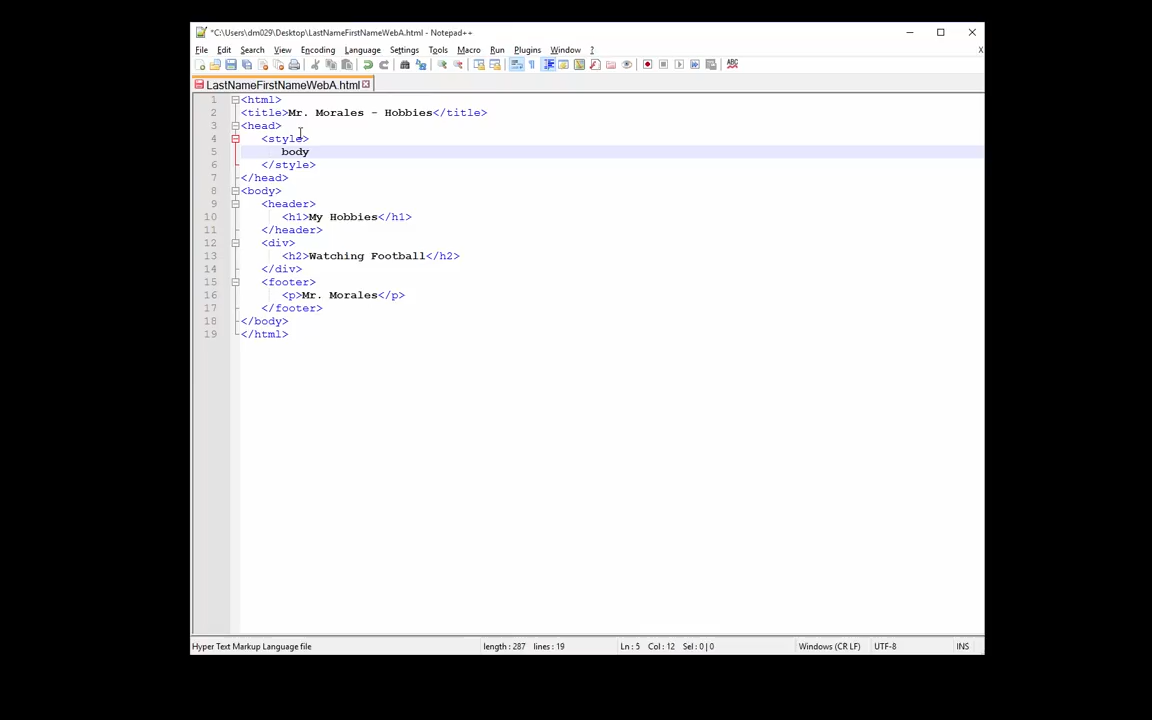 *C:\Users\dm029\Desktop\LastNameFirstNameWebA.html - Notepad++
File Edit Search View Encoding Language Settings Tools Macro Run Plugins Window ? X
ABC
LastNameFirstNameWebA.html
1 <html>
2 <title>Mr. Morales - Hobbies</title>
3 <head>
4 <style>
5 body
6 </style>
7 </head>
8 <body>
9 <header>
10 <h1>My Hobbies</h1>
11 </header>
12 <div>
13 <h2>Watching Football</h2>
14 </div>
15 <footer>
16 <p>Mr. Morales</p>
17 </footer>
18 </body>
19 </html>
Hyper Text Markup Language file length : 287 lines : 19 Ln : 5 Col : 12 Sel : 0 | 0 Windows (CR LF) UTF-8 INS